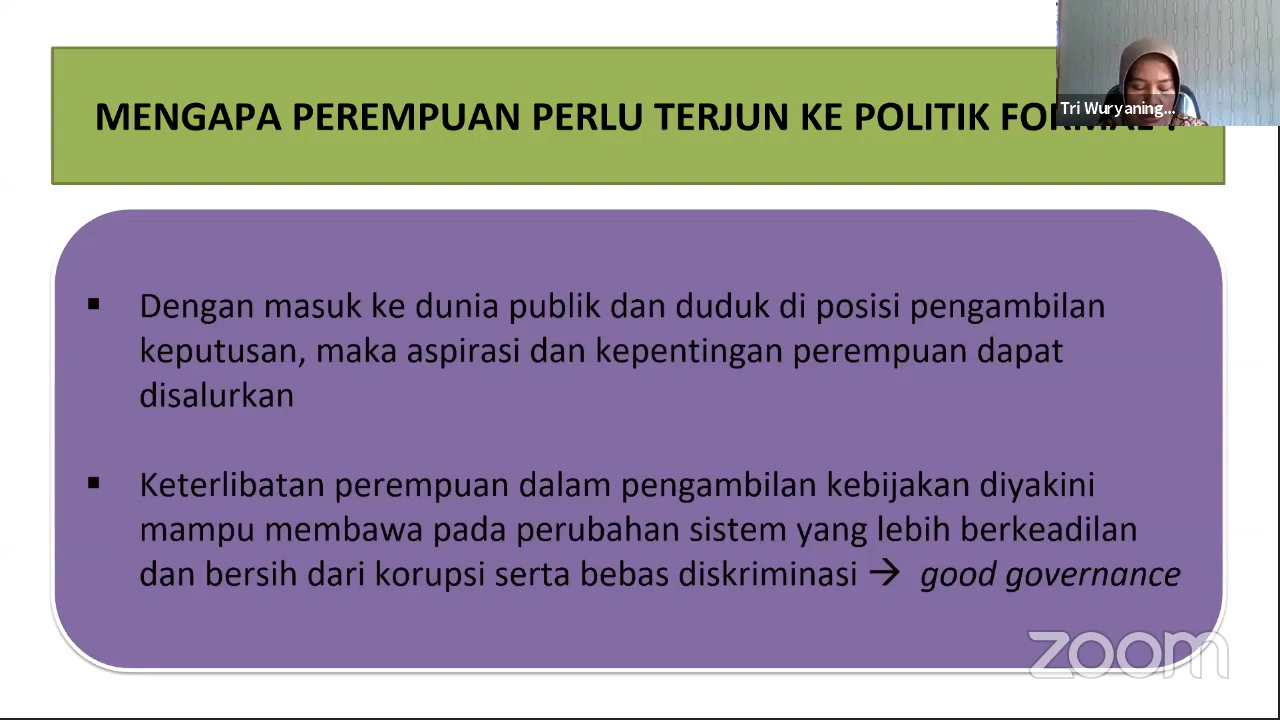 MENGAPA PEREMPUAN PERLU TERJUN KE POLITIK
Tri Wuryaning...
▪ Dengan masuk ke dunia publik dan duduk di posisi pengambilan
keputusan, maka aspirasi dan kepentingan perempuan dapat
disalurkan
▪ Keterlibatan perempuan dalam pengambilan kebijakan diyakini
mampu membawa pada perubahan sistem yang lebih berkeadilan
dan bersih dari korupsi serta bebas diskriminasi → good governance
zoom